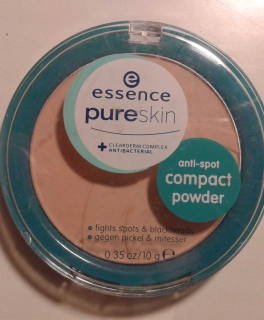 essence
pureskin
+ CLEARDERM COMPLEX
ANTIBACTERIAL
anti-spot
compact
powder
fights spots & blackheads
gegen pickel & mitesser
0.35 oz/10 g e